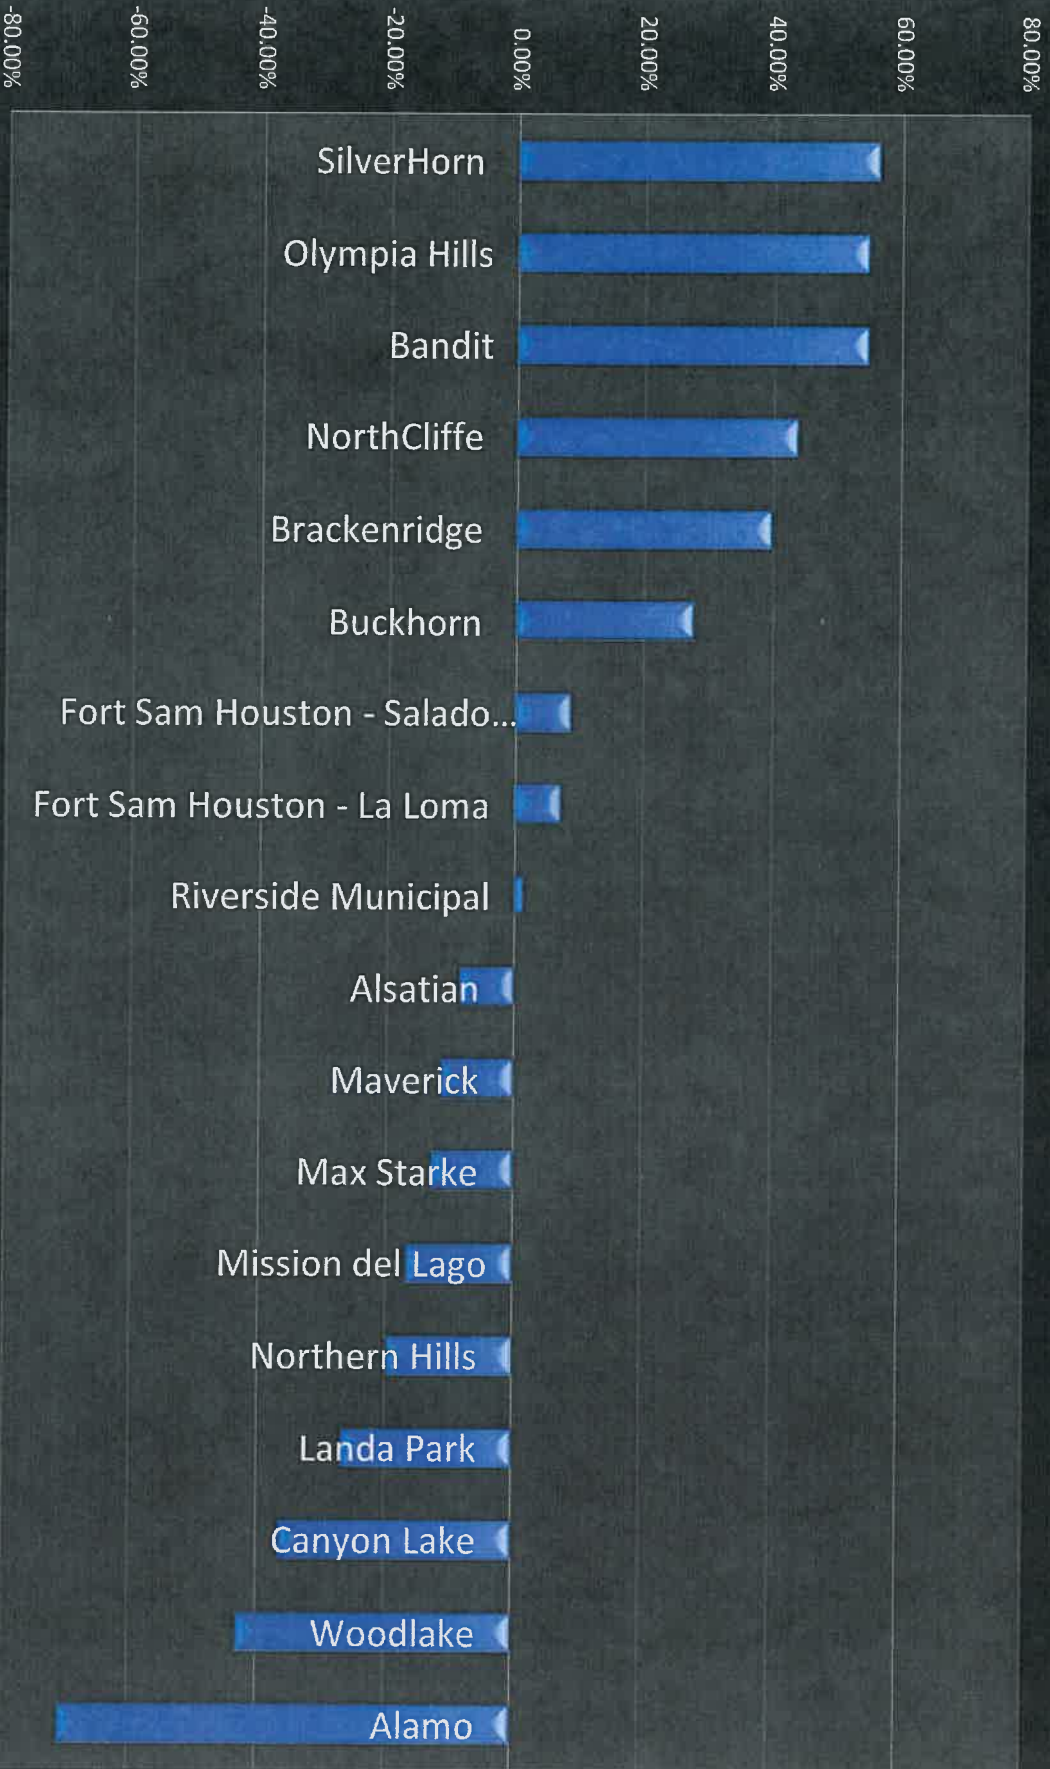 -80.00%
-60.00%
-40.00%
-20.00%
0.00%
20.00%
40.00%
60.00%
80.00%
SilverHorn
Olympia Hills
Bandit
NorthCliffe
Brackenridge
Buckhorn
Fort Sam Houston - Salado...
Fort Sam Houston - La Loma
Riverside Municipal
Alsatian
Maverick
Max Starke
Mission del Lago
Northern Hills
Landa Park
Canyon Lake
Woodlake
Alamo